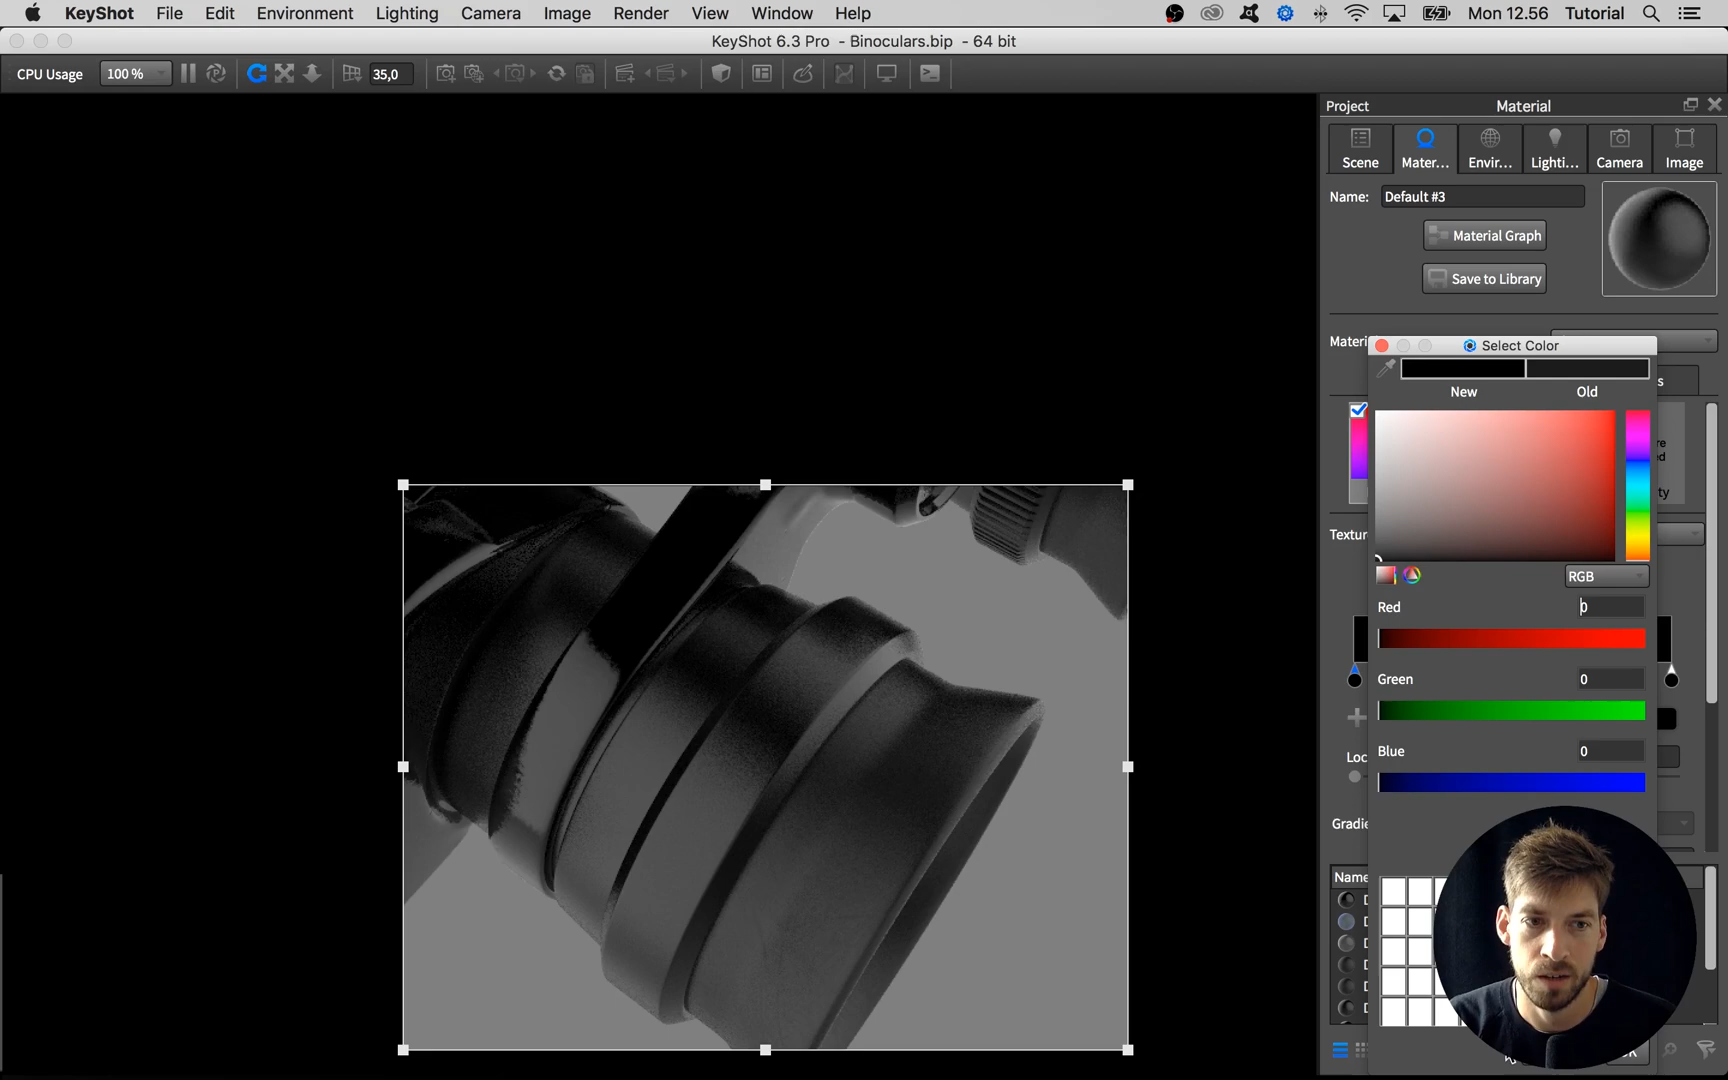 KeyShot File Edit Environment Lighting Camera Image Render View Window Help Mon 12.56 Tutorial
KeyShot 6.3 Pro - Binoculars.bip - 64 bit
CPU Usage 100 % 35,0
Project Material
Scene Mater... Envir... Lighti... Camera Image
Name: Default #3
Material Graph
Save to Library
Materi
Select Color
New Old
s
re
ed
ty
Textur
RGB
Red 0
Green 0
Blue 0
Loc
Gradie
Name